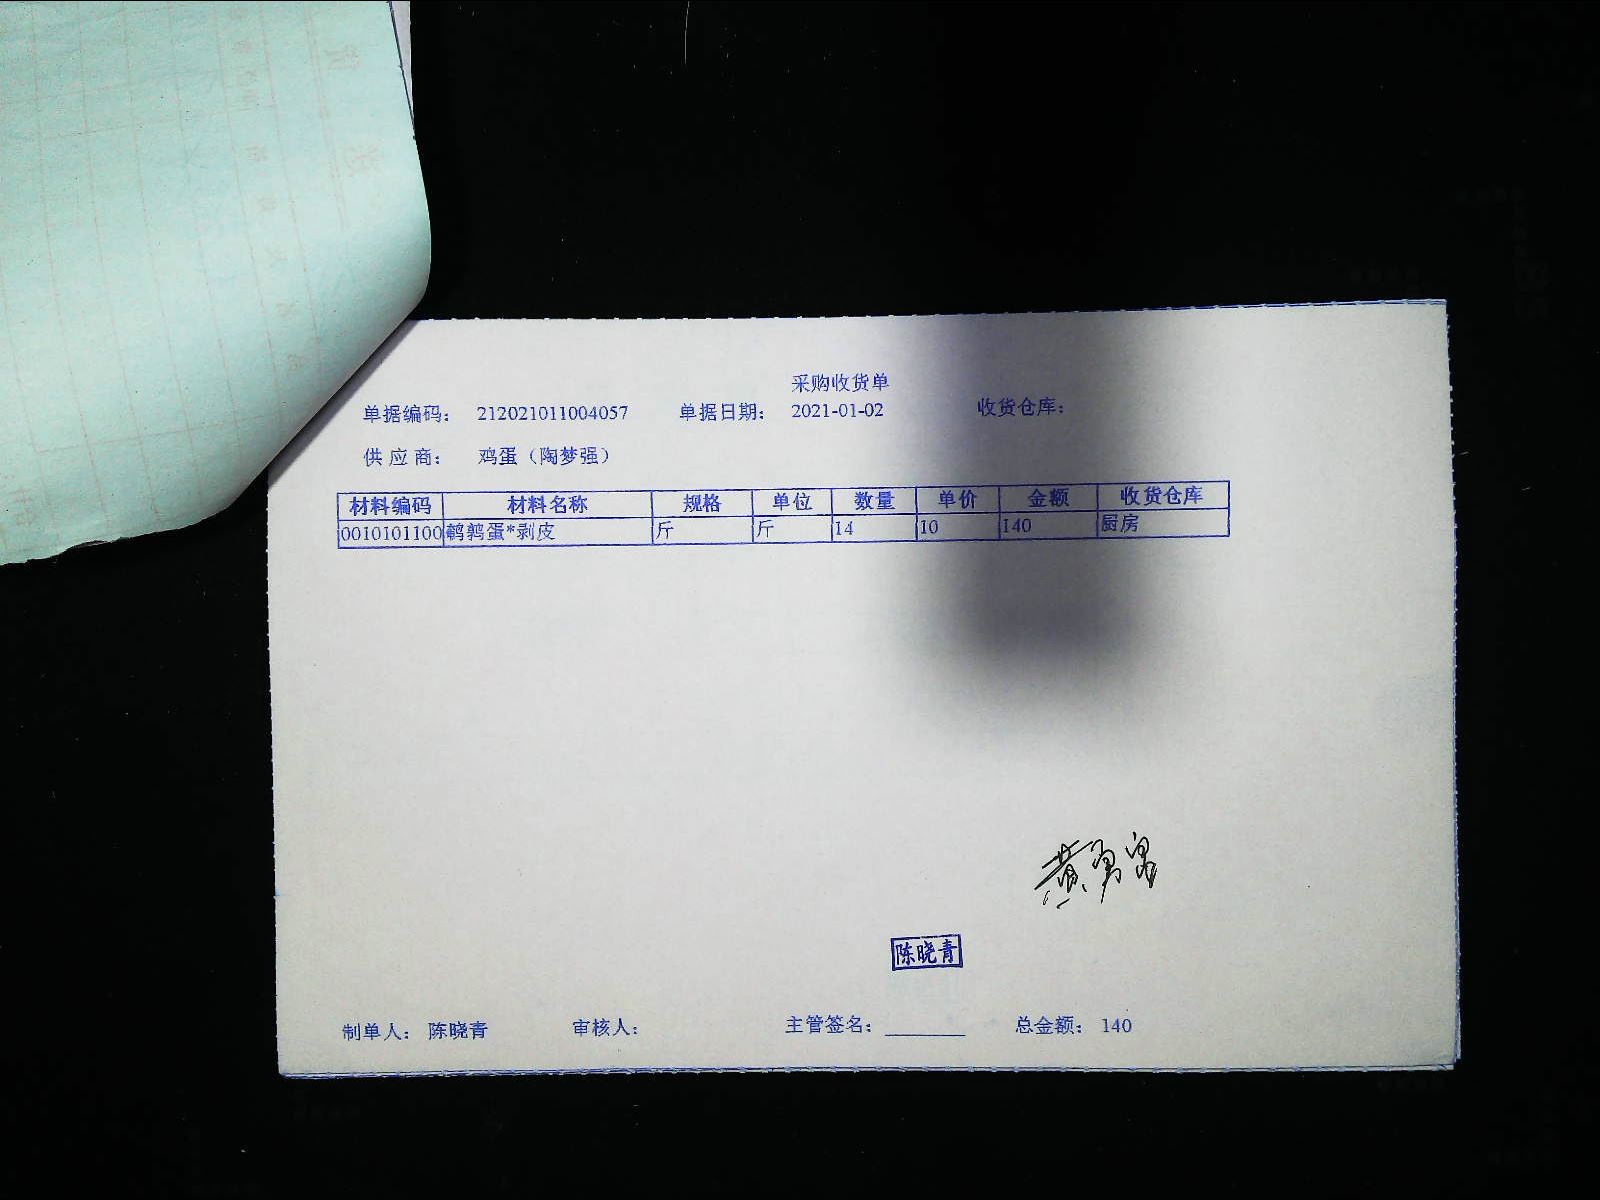 采购收货单
单据编码： 212021011004057 单据日期： 2021-01-02 收货仓库：
供应商： 鸡蛋（陶梦强）
材料编码 材料名称 规格 单位 数量 单价 金额 收货仓库
0010101100 鹌鹑蛋*剥皮 斤 斤 14 10 140 厨房
陈晓青
制单人： 陈晓青 审核人： 主管签名： 总金额： 140